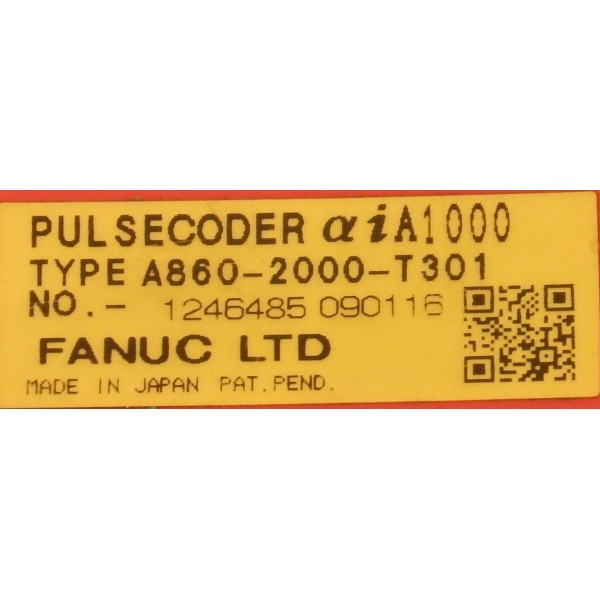 PULSECODER αiA1000
TYPE A860-2000-T301
NO.- 1246485 090116
FANUC LTD
MADE IN JAPAN PAT.PEND.